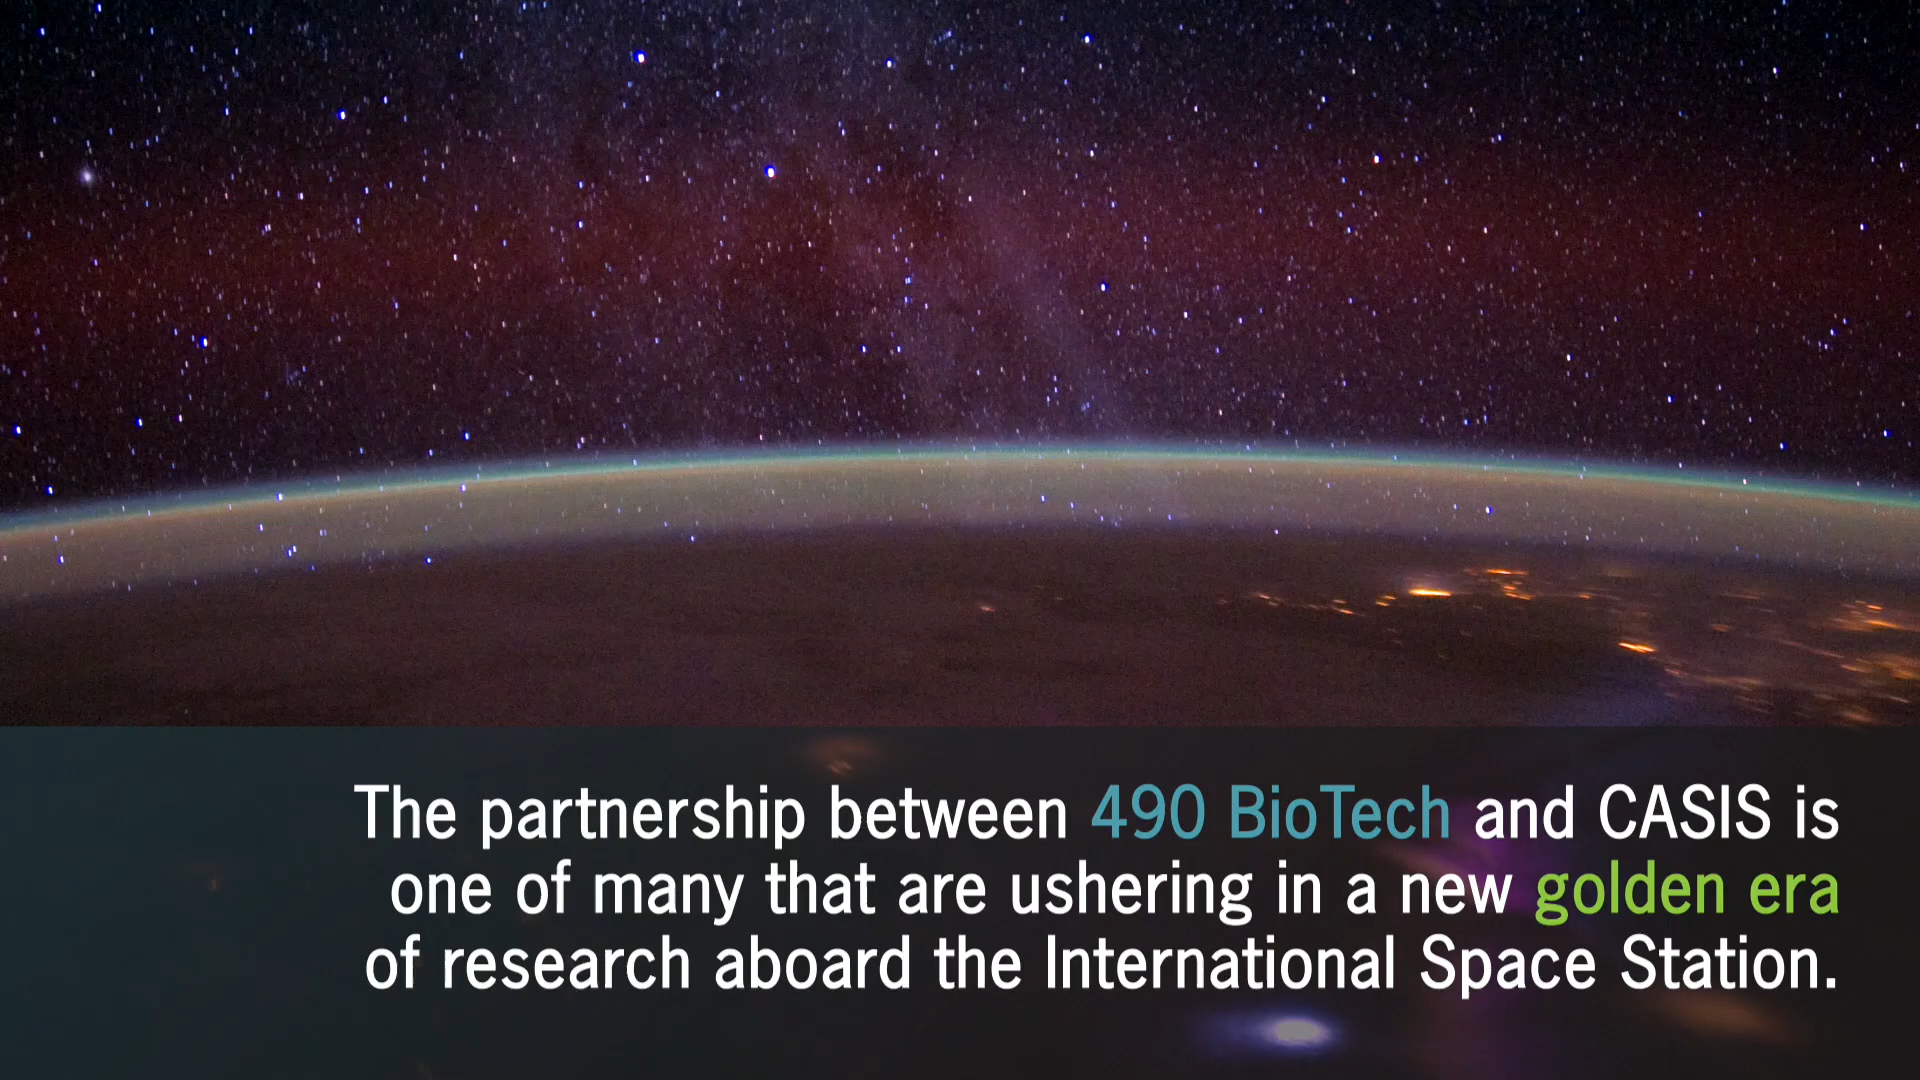 The partnership between 490 BioTech and CASIS is
one of many that are ushering in a new golden era
of research aboard the International Space Station.